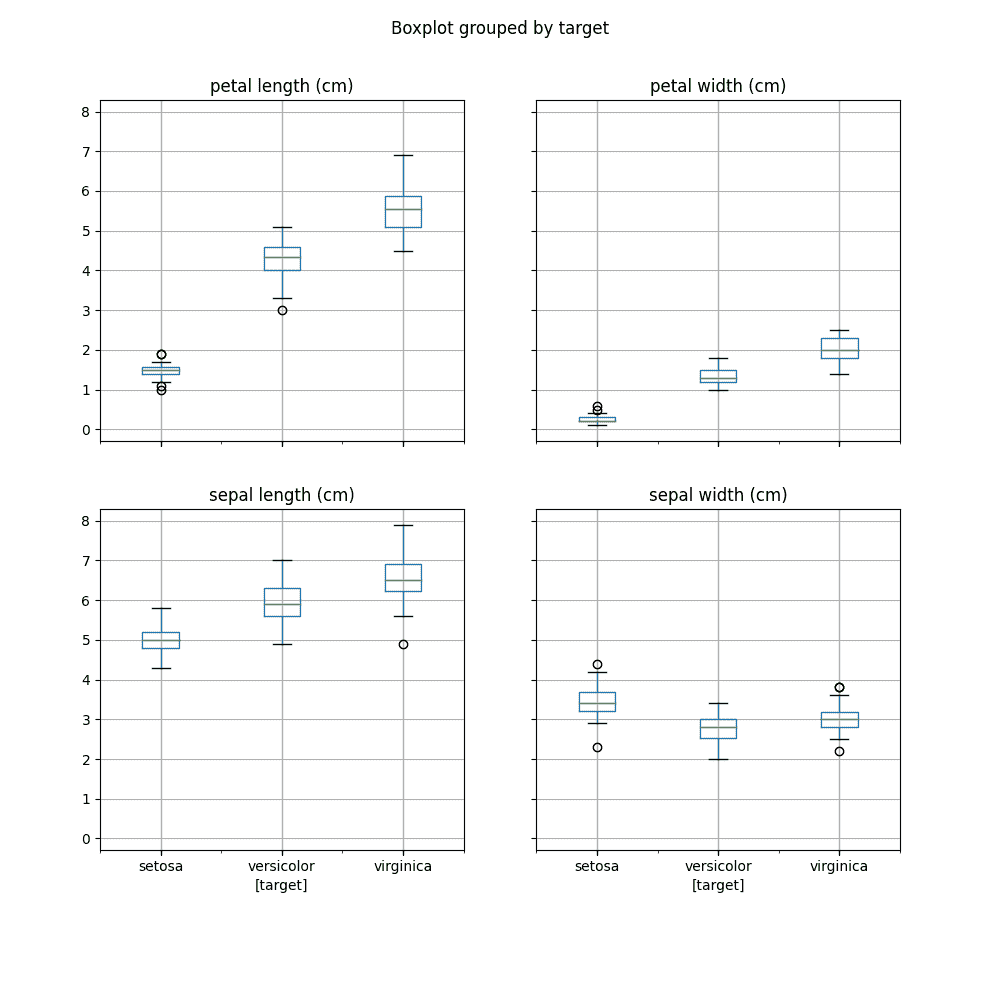 Boxplot grouped by target
petal length (cm)
petal width (cm)
8
7
6
5
4
3
2
1
0
sepal length (cm)
sepal width (cm)
8
7
6
5
4
3
2
1
0
setosa versicolor virginica
[target]
setosa versicolor virginica
[target]